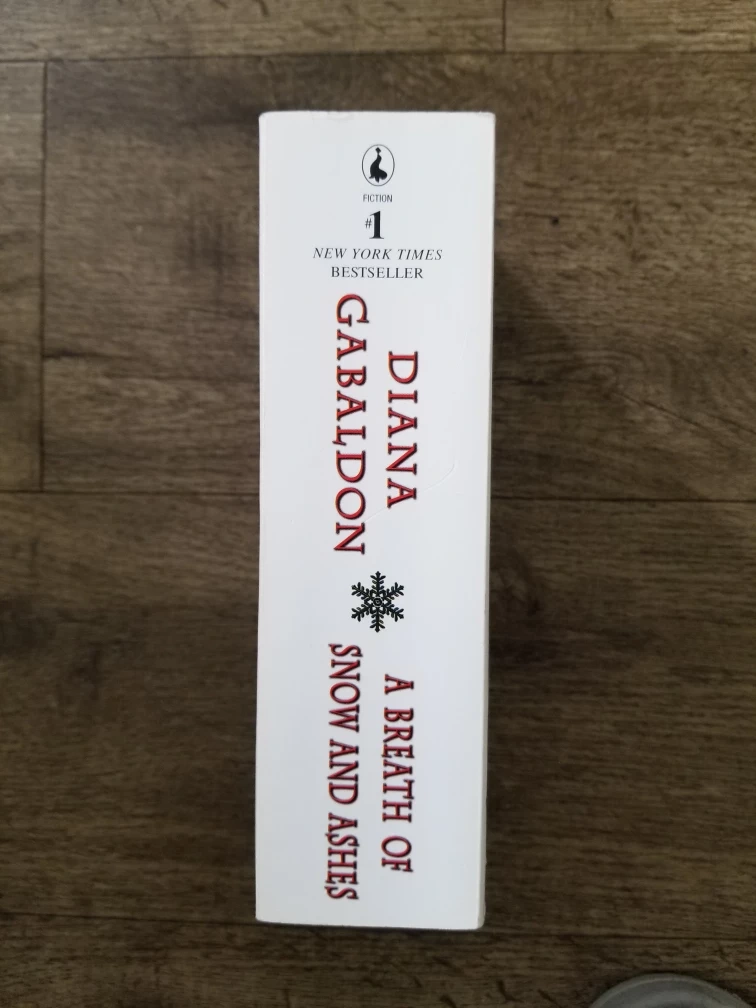 FICTION
#1
NEW YORK TIMES
BESTSELLER
DIANA
GABALDON
A BREATH OF
SNOW AND ASHES